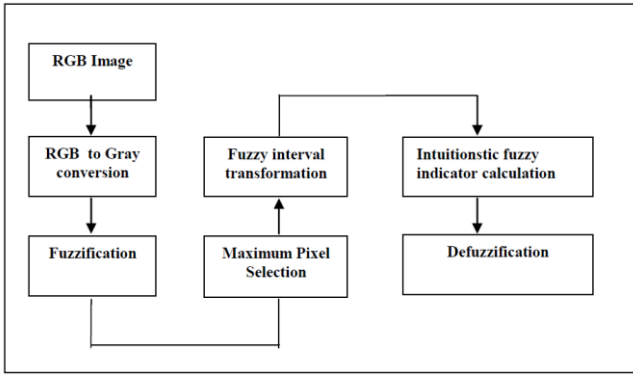 RGB Image
RGB to Gray
conversion
Fuzzification
Maximum Pixel
Selection
Fuzzy interval
transformation
Intuitionstic fuzzy
indicator calculation
Defuzzification